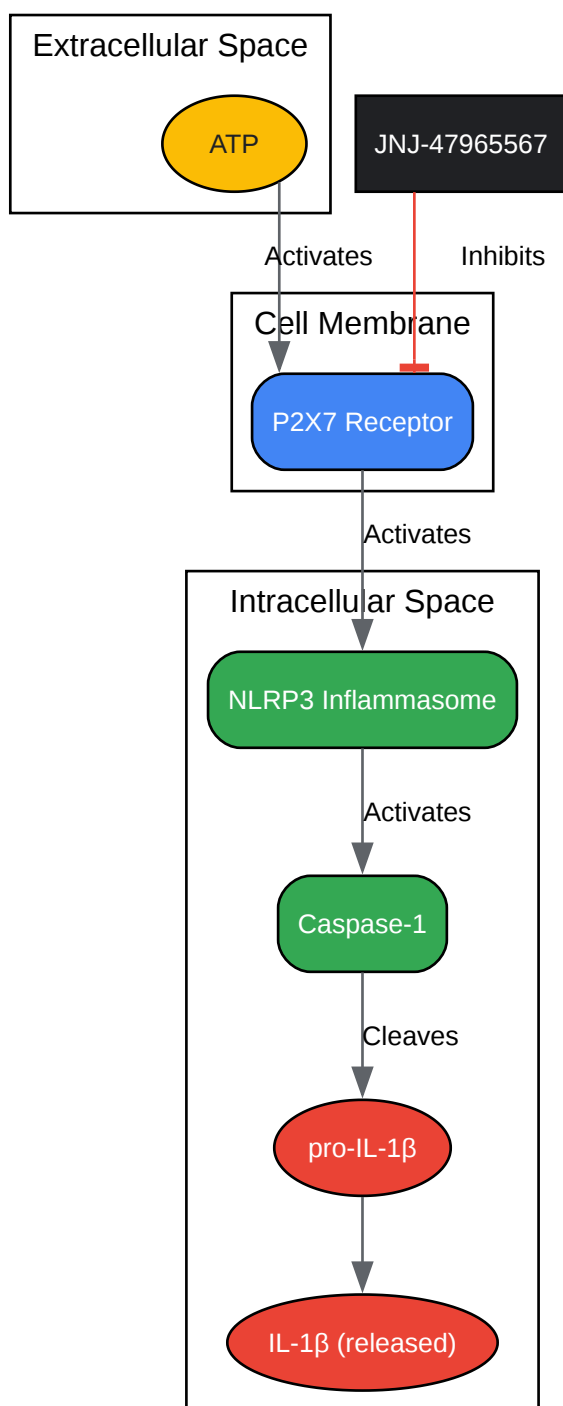 Extracellular Space
ATP
JNJ-47965567
Activates
Inhibits
Cell Membrane
P2X7 Receptor
Activates
Intracellular Space
NLRP3 Inflammasome
Activates
Caspase-1
Cleaves
pro-IL-1β
IL-1β (released)